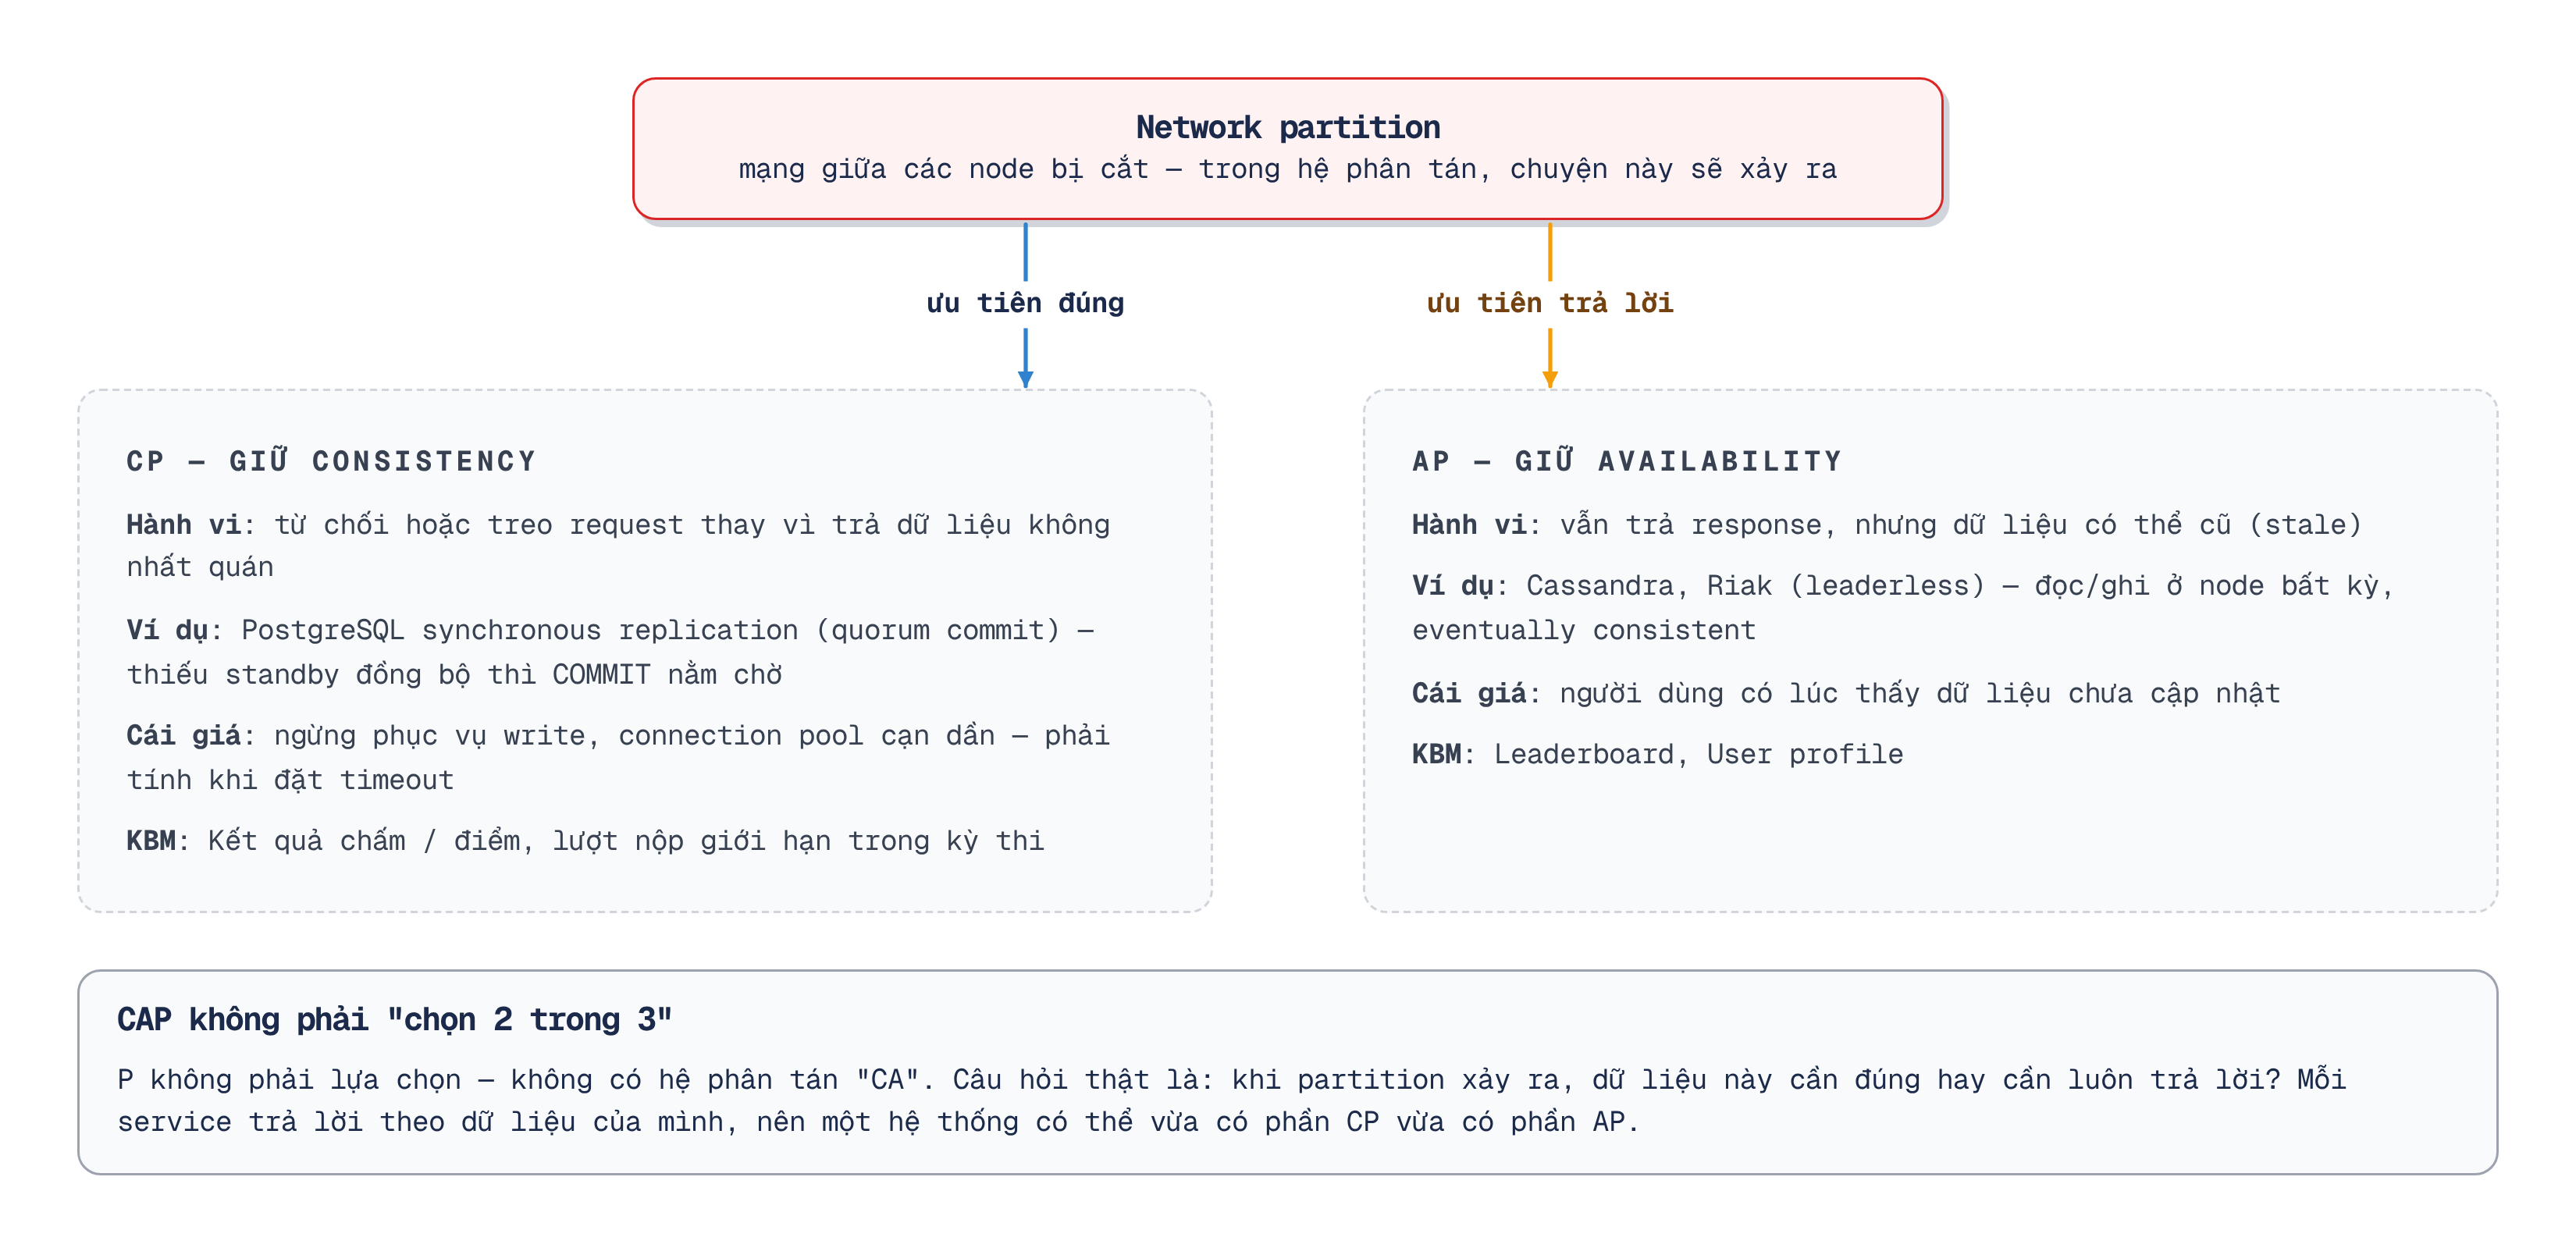 Network partition
mạng giữa các node bị cắt — trong hệ phân tán, chuyện này sẽ xảy ra
ưu tiên đúng
ưu tiên trả lời
CP — GIỮ CONSISTENCY
Hành vi: từ chối hoặc treo request thay vì trả dữ liệu không
nhất quán
Ví dụ: PostgreSQL synchronous replication (quorum commit) —
thiếu standby đồng bộ thì COMMIT nằm chờ
Cái giá: ngừng phục vụ write, connection pool cạn dần — phải
tính khi đặt timeout
KBM: Kết quả chấm / điểm, lượt nộp giới hạn trong kỳ thi
AP — GIỮ AVAILABILITY
Hành vi: vẫn trả response, nhưng dữ liệu có thể cũ (stale)
Ví dụ: Cassandra, Riak (leaderless) — đọc/ghi ở node bất kỳ,
eventually consistent
Cái giá: người dùng có lúc thấy dữ liệu chưa cập nhật
KBM: Leaderboard, User profile
CAP không phải "chọn 2 trong 3"
P không phải lựa chọn — không có hệ phân tán "CA". Câu hỏi thật là: khi partition xảy ra, dữ liệu này cần đúng hay cần luôn trả lời? Mỗi
service trả lời theo dữ liệu của mình, nên một hệ thống có thể vừa có phần CP vừa có phần AP.